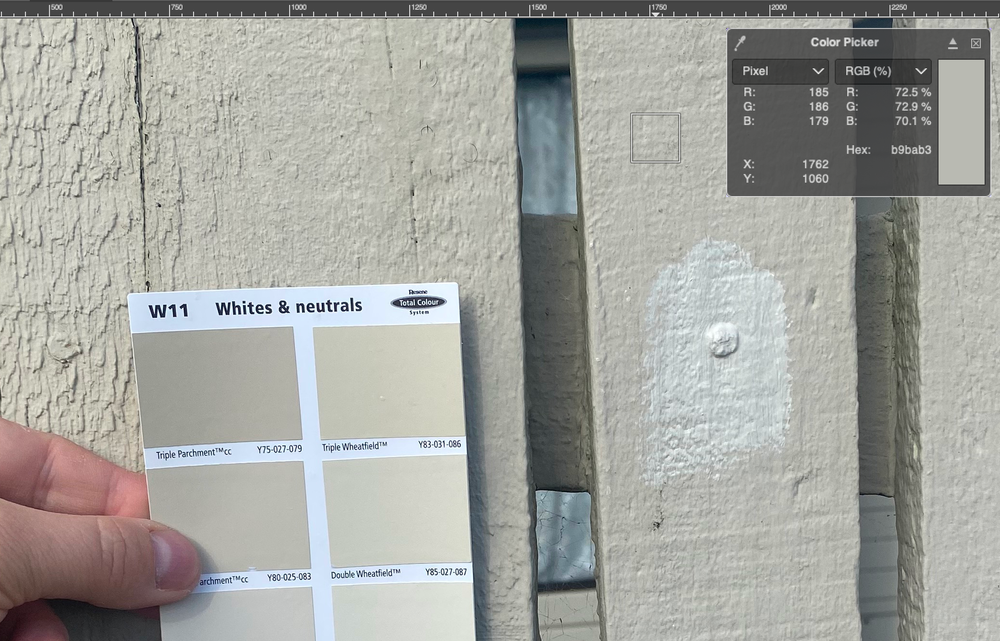 500 750 1000 1250 1500 1750 2000 2250
Color Picker
Pixel RGB (%)
R: 185 R: 72.5 %
G: 186 G: 72.9 %
B: 179 B: 70.1 %
Hex: b9bab3
X: 1762
Y: 1060
W11 Whites & neutrals
Resene
Total Colour
System
Triple Parchment™cc Y75-027-079
Triple Wheatfield™ Y83-031-086
archment™cc Y80-025-083
Double Wheatfield™ Y85-027-087